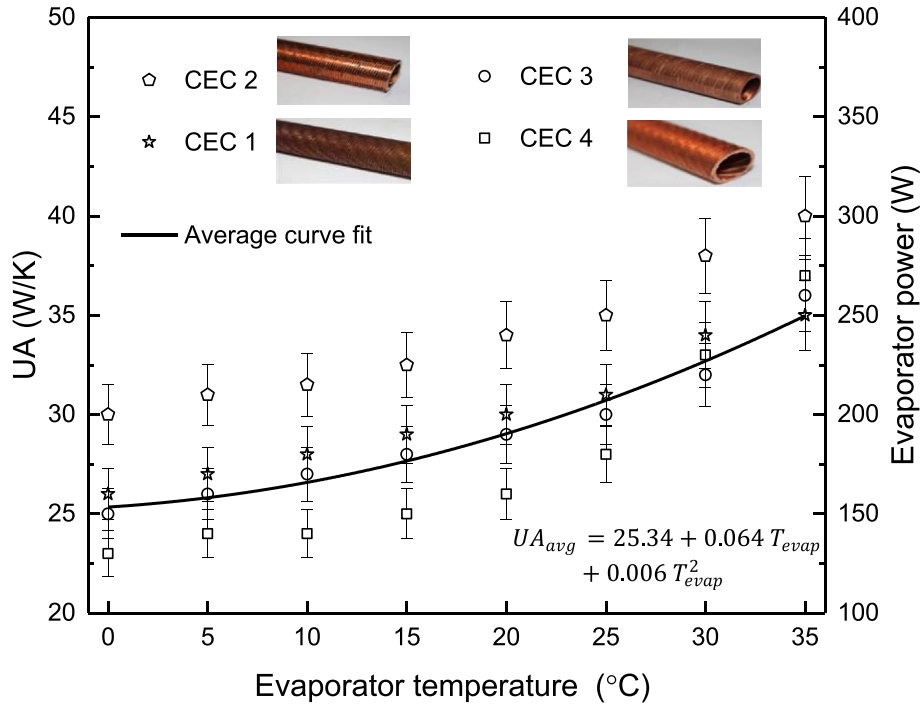 CEC 2
CEC 3
CEC 1
CEC 4
Average curve fit
UA (W/K)
50
45
40
35
30
25
20
Evaporator power (W)
400
350
300
250
200
150
100
UA_avg = 25.34 + 0.064 T_evap
+ 0.006 T²_evap
0 5 10 15 20 25 30 35
Evaporator temperature (°C)